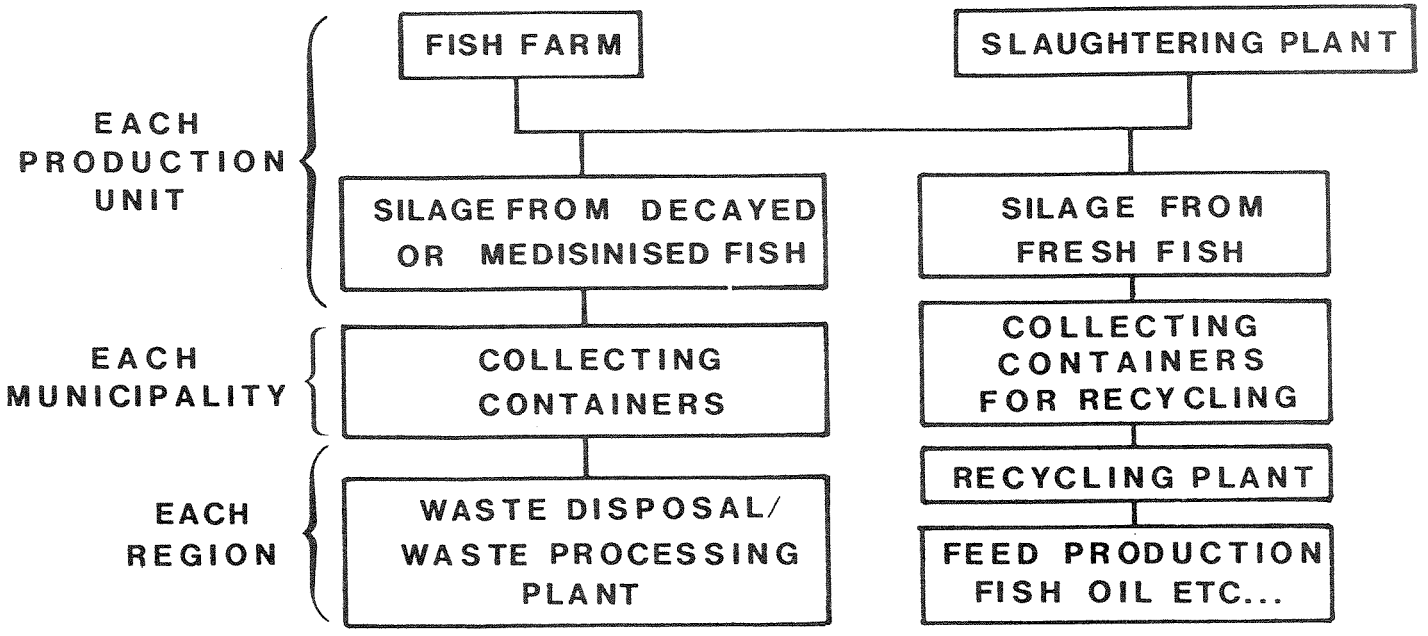 FISH FARM
SLAUGHTERING PLANT
EACH
PRODUCTION
UNIT
SILAGE FROM DECAYED
OR MEDISINISED FISH
SILAGE FROM
FRESH FISH
EACH
MUNICIPALITY
COLLECTING
CONTAINERS
COLLECTING
CONTAINERS
FOR RECYCLING
EACH
REGION
WASTE DISPOSAL/
WASTE PROCESSING
PLANT
RECYCLING PLANT
FEED PRODUCTION
FISH OIL ETC...